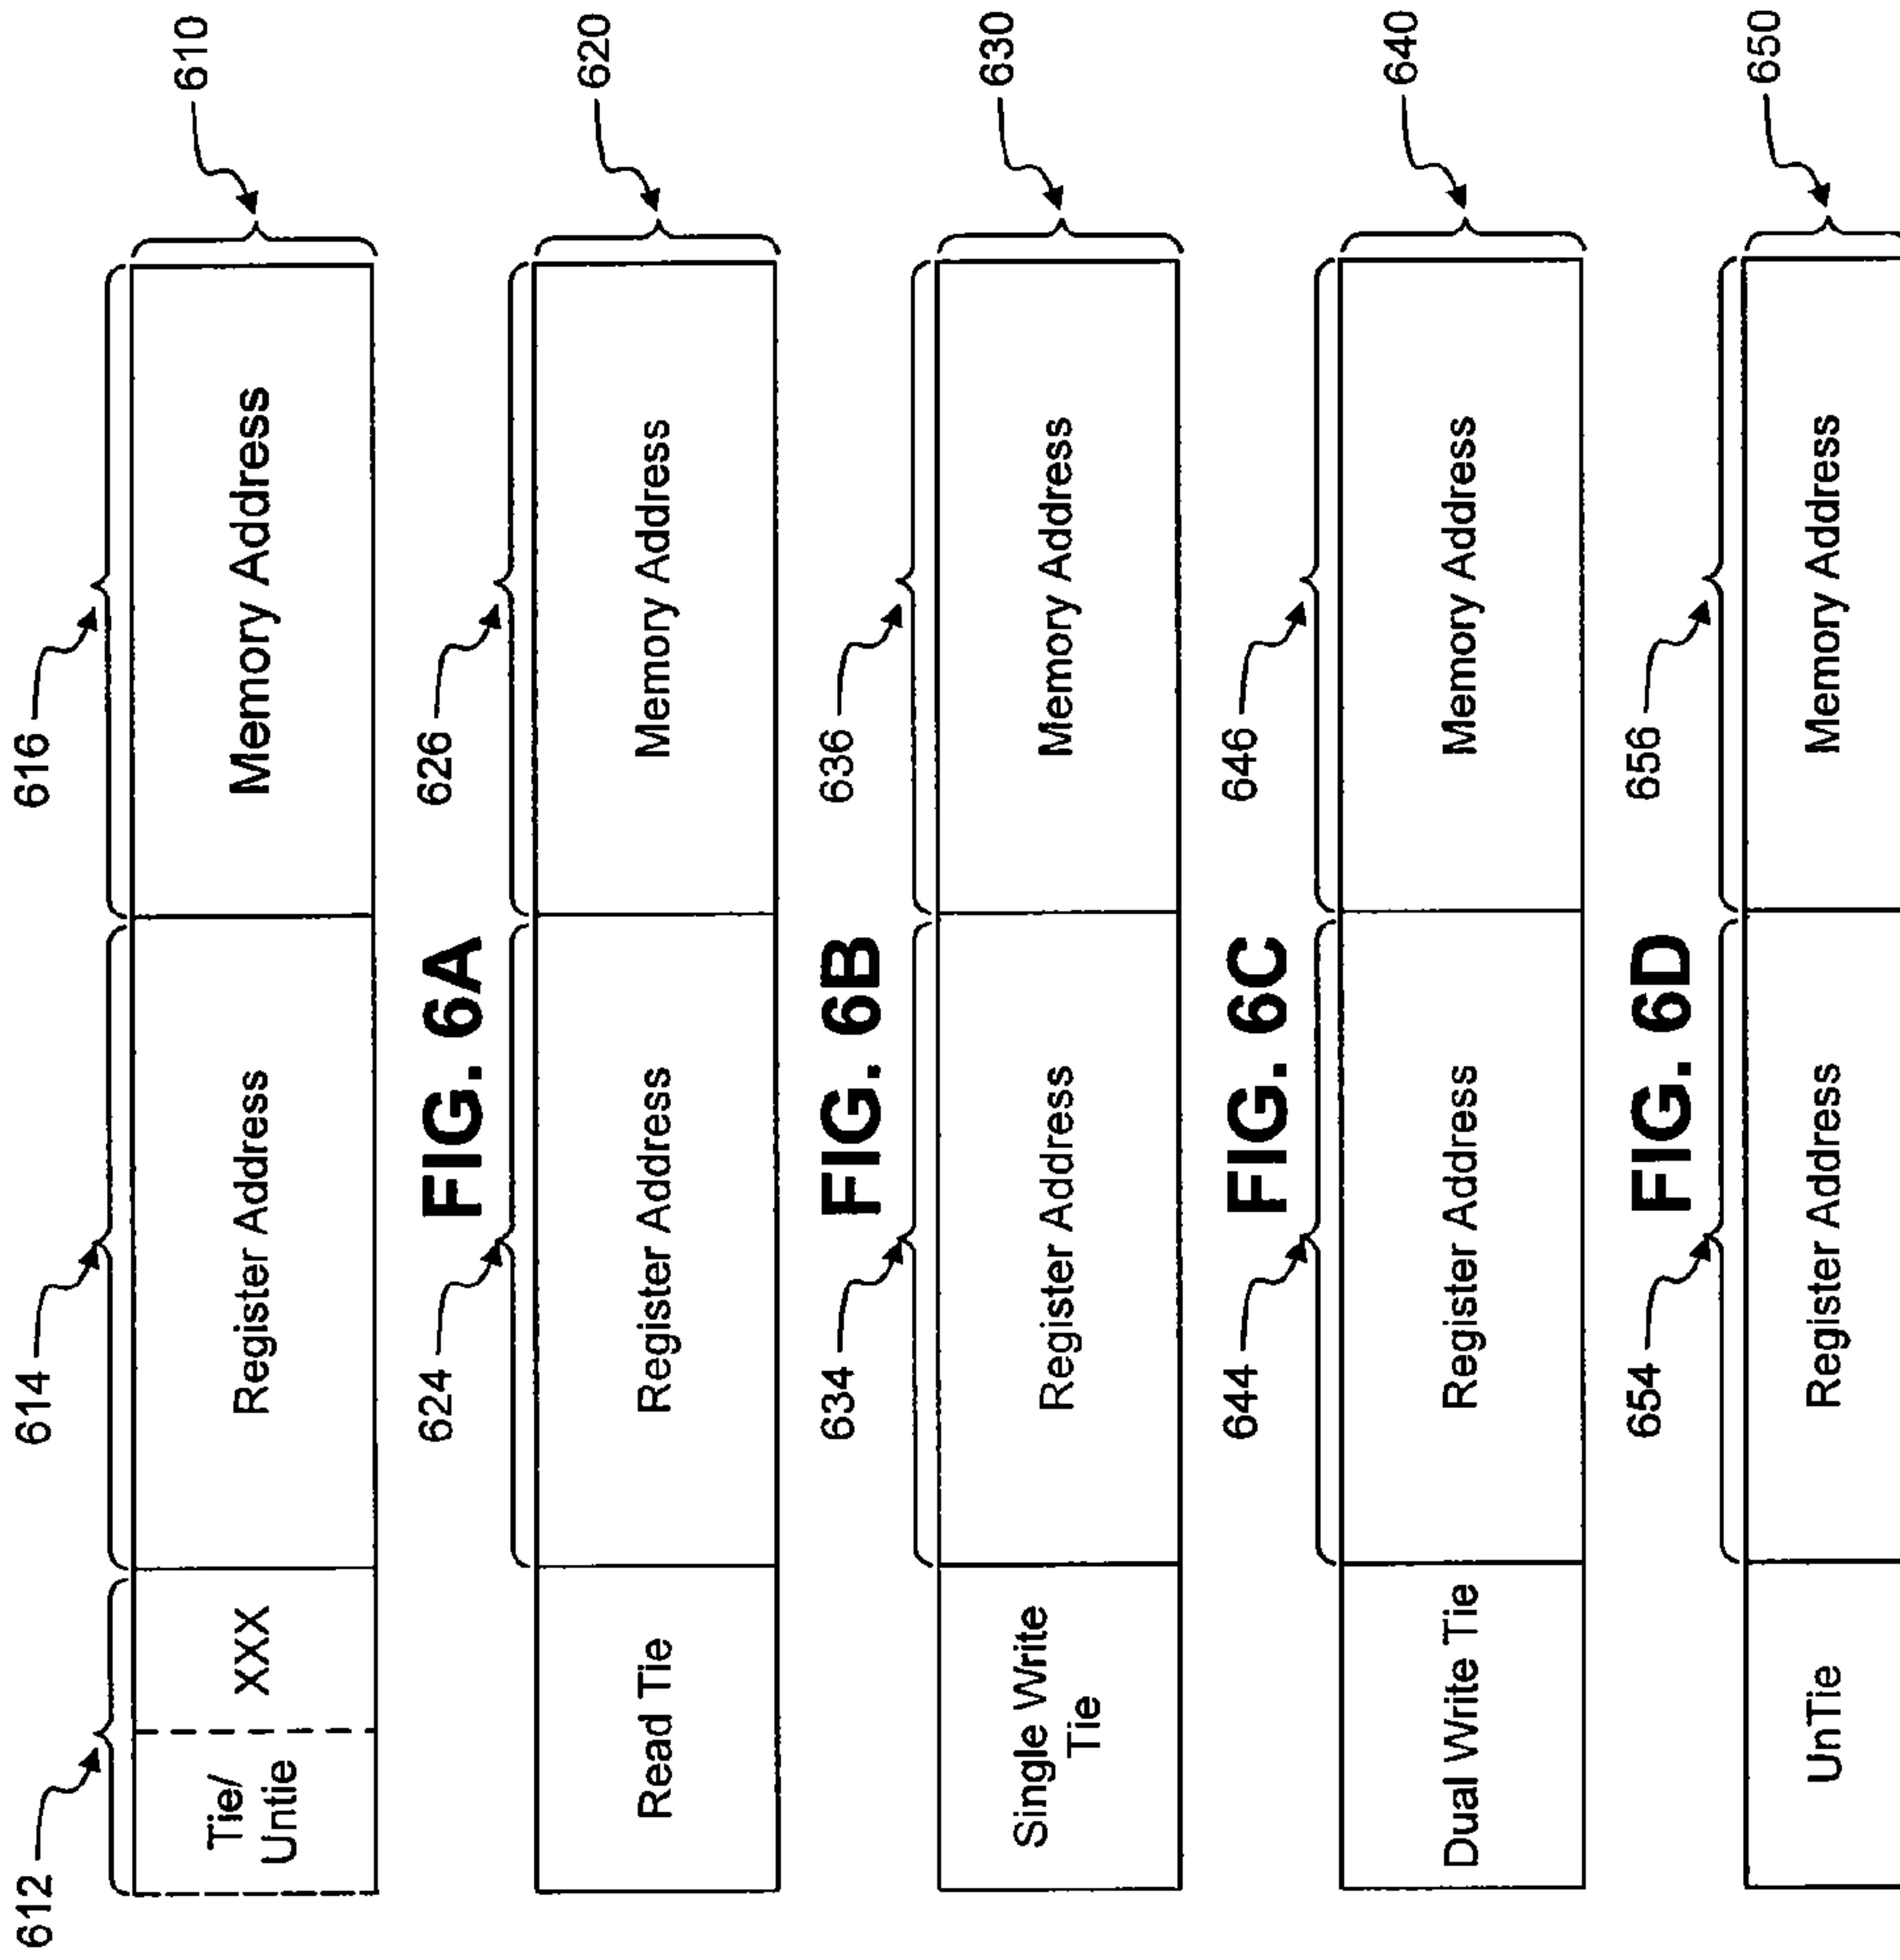 612 614 616
Tie/
Untie
XXX
Register Address
Memory Address
610
FIG. 6A
624 626
Read Tie
Register Address
Memory Address
620
FIG. 6B
634 636
Single Write
Tie
Register Address
Memory Address
630
FIG. 6C
644 646
Dual Write Tie
Register Address
Memory Address
640
FIG. 6D
654 656
UnTie
Register Address
Memory Address
650